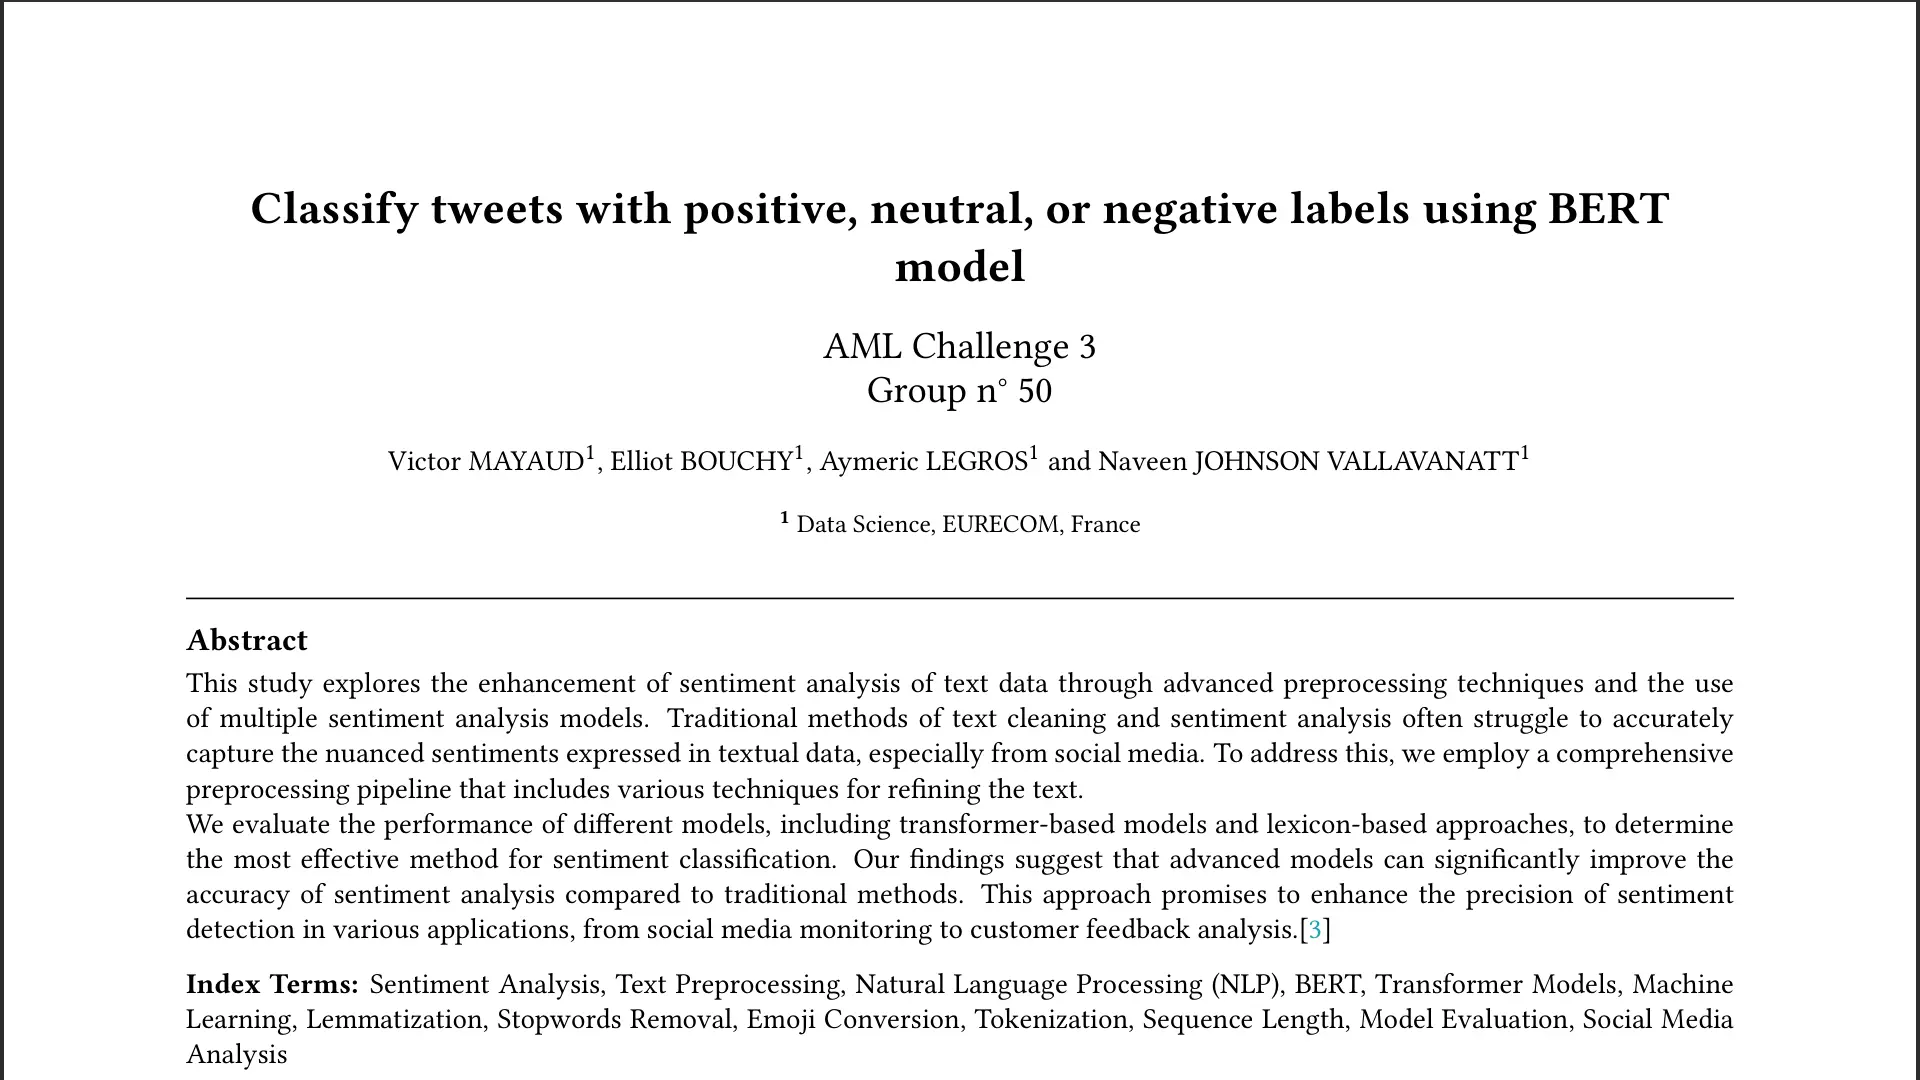 Classify tweets with positive, neutral, or negative labels using BERT
model
AML Challenge 3
Group n° 50
Victor MAYAUD¹, Elliot BOUCHY¹, Aymeric LEGROS¹ and Naveen JOHNSON VALLAVANATT¹
¹ Data Science, EURECOM, France
Abstract
This study explores the enhancement of sentiment analysis of text data through advanced preprocessing techniques and the use
of multiple sentiment analysis models. Traditional methods of text cleaning and sentiment analysis often struggle to accurately
capture the nuanced sentiments expressed in textual data, especially from social media. To address this, we employ a comprehensive
preprocessing pipeline that includes various techniques for refining the text.
We evaluate the performance of different models, including transformer-based models and lexicon-based approaches, to determine
the most effective method for sentiment classification. Our findings suggest that advanced models can significantly improve the
accuracy of sentiment analysis compared to traditional methods. This approach promises to enhance the precision of sentiment
detection in various applications, from social media monitoring to customer feedback analysis.[3]
Index Terms: Sentiment Analysis, Text Preprocessing, Natural Language Processing (NLP), BERT, Transformer Models, Machine
Learning, Lemmatization, Stopwords Removal, Emoji Conversion, Tokenization, Sequence Length, Model Evaluation, Social Media
Analysis